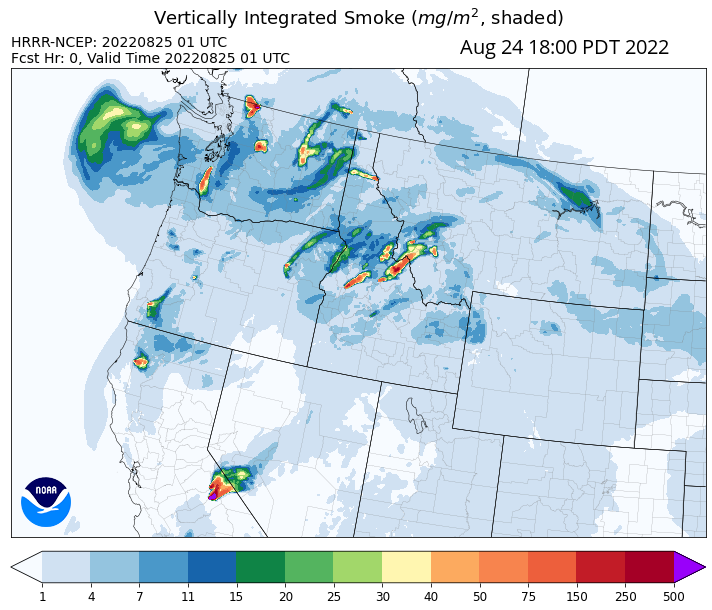 Vertically Integrated Smoke (mg/m², shaded)
HRRR-NCEP: 20220825 01 UTC
Fcst Hr: 0, Valid Time 20220825 01 UTC
Aug 24 18:00 PDT 2022
NOAA
1 4 7 11 15 20 25 30 40 50 75 150 250 500